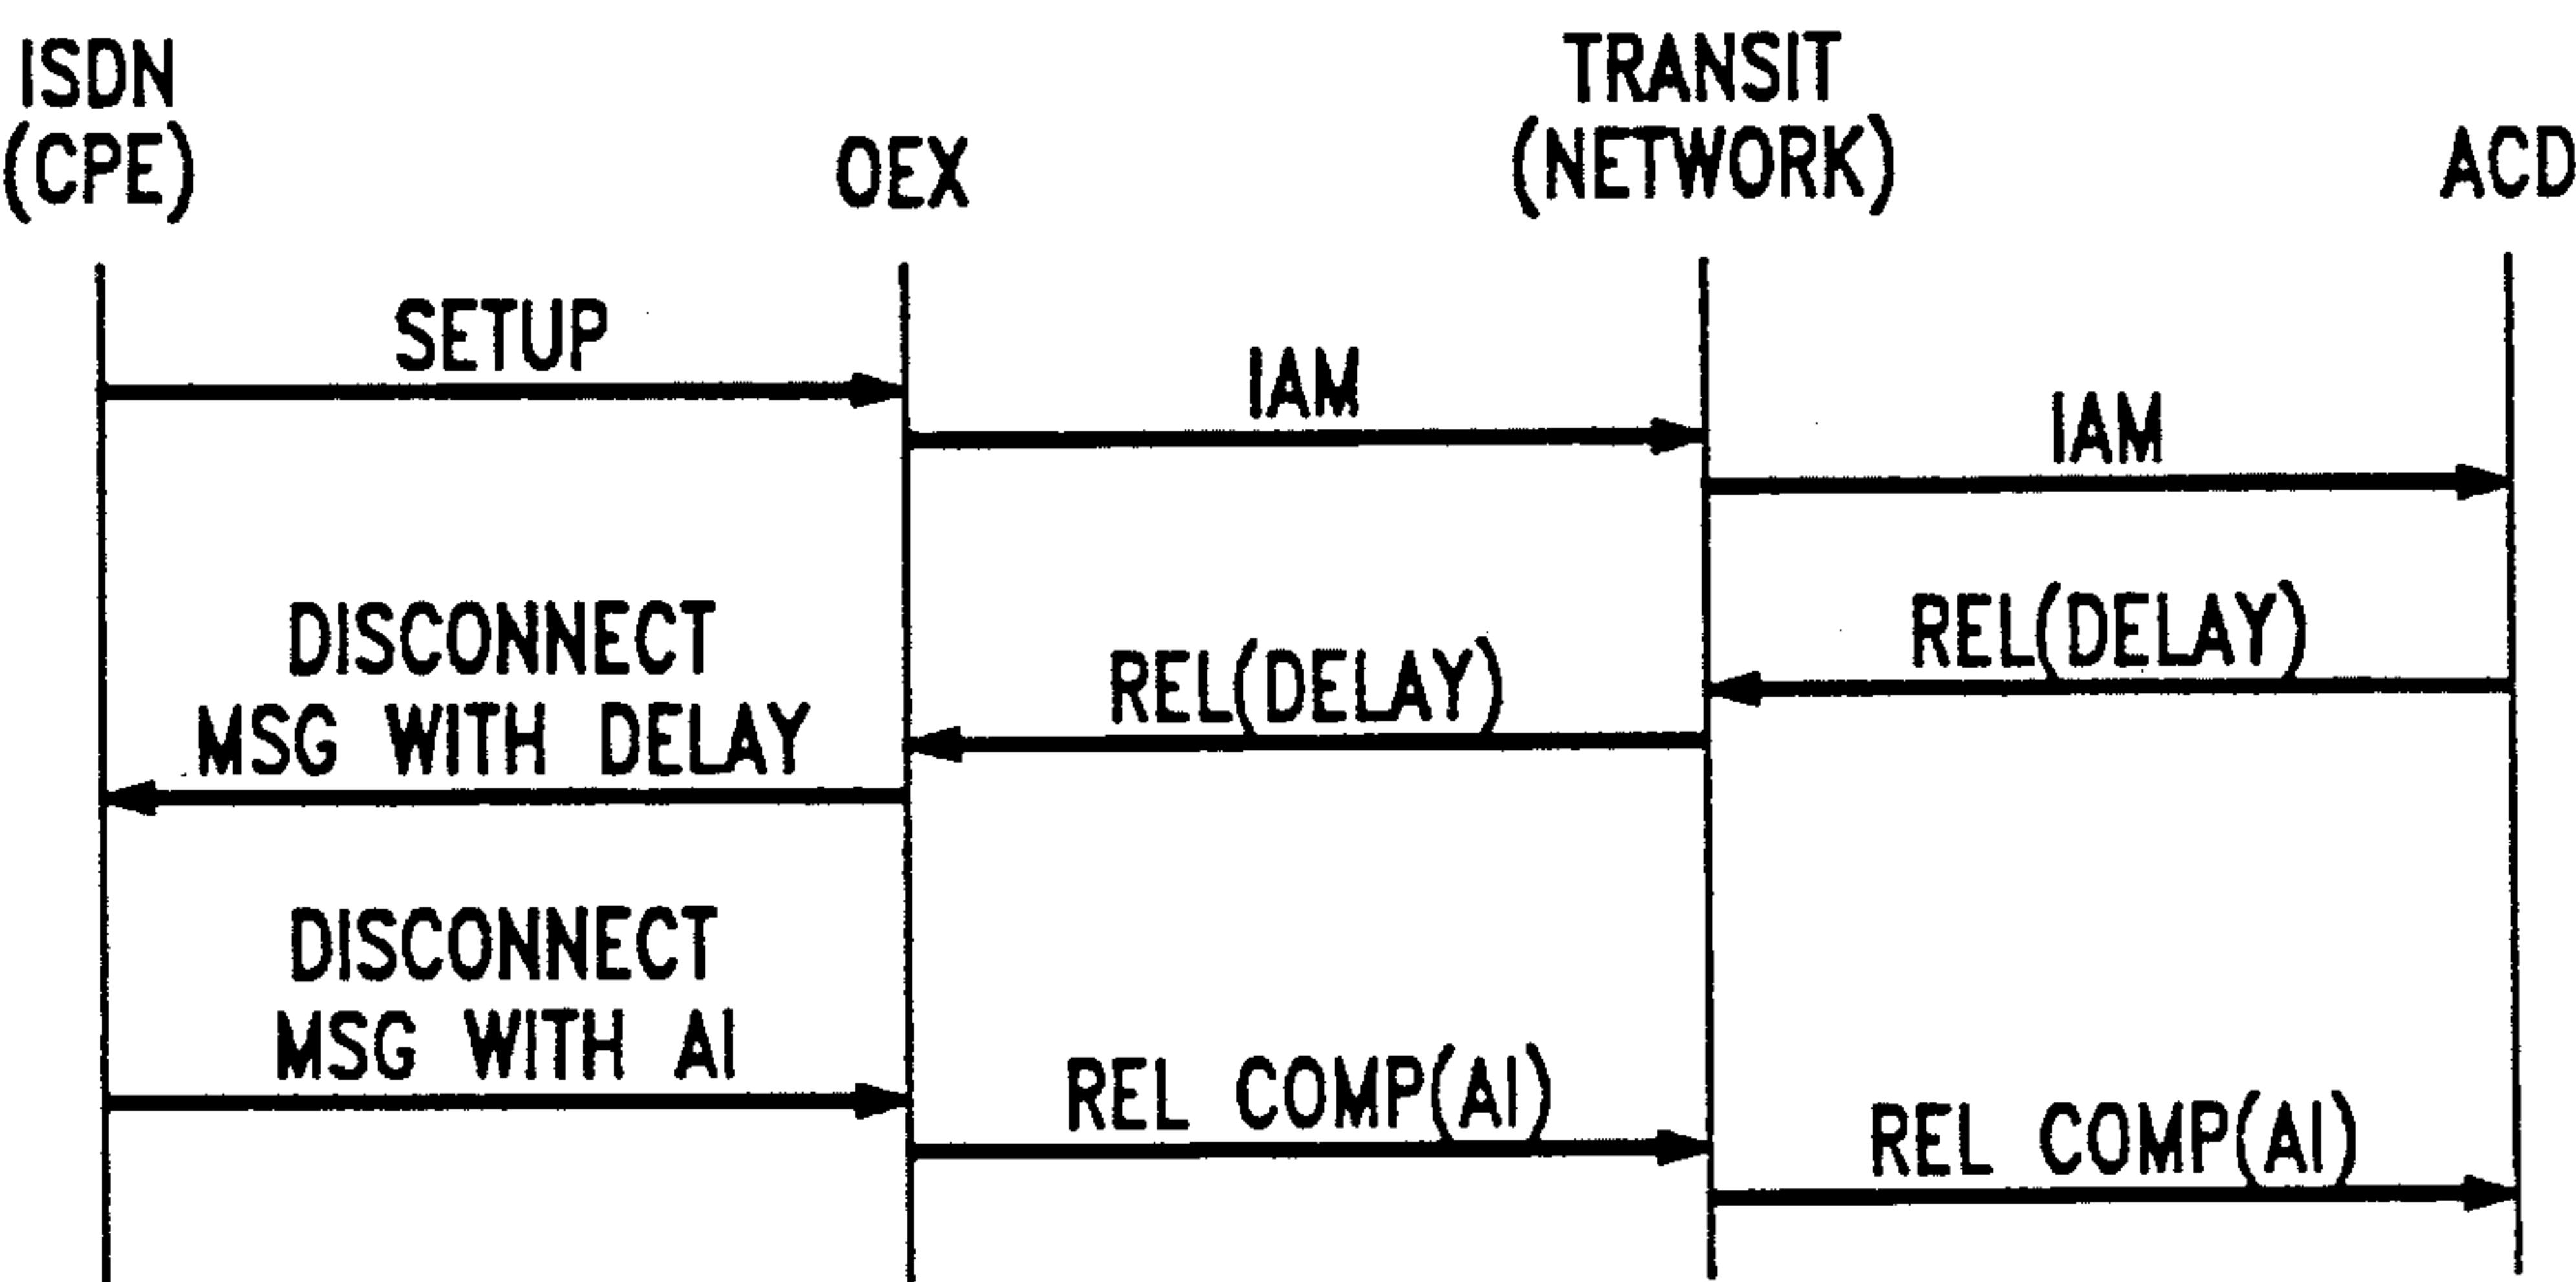 ISDN
(CPE)
OEX
TRANSIT
(NETWORK)
ACD
SETUP
IAM
IAM
REL(DELAY)
REL(DELAY)
DISCONNECT
MSG WITH DELAY
DISCONNECT
MSG WITH AI
REL COMP(AI)
REL COMP(AI)